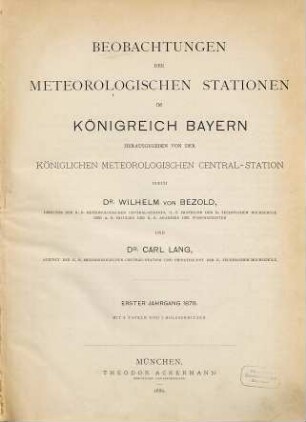 BEOBACHTUNGEN
DER
METEOROLOGISCHEN STATIONEN
IM
KÖNIGREICH BAYERN
HERAUSGEGEBEN VON DER
KÖNIGLICHEN METEOROLOGISCHEN CENTRAL-STATION
DURCH
DR. WILHELM VON BEZOLD,
UND
DR. CARL LANG,
ERSTER JAHRGANG 1879.
MÜNCHEN,
THEODOR ACKERMANN